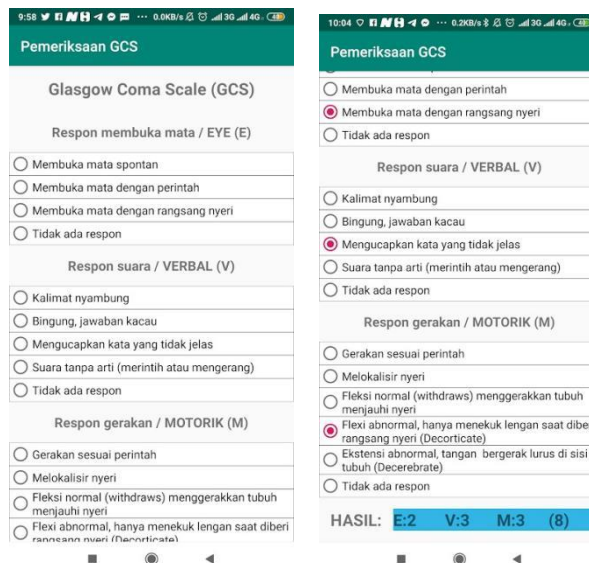 9:58 ... 0.0KB/s 3G 4G 48
Pemeriksaan GCS
Glasgow Coma Scale (GCS)
Respon membuka mata / EYE (E)
Membuka mata spontan
Membuka mata dengan perintah
Membuka mata dengan rangsang nyeri
Tidak ada respon
Respon suara / VERBAL (V)
Kalimat nyambung
Bingung, jawaban kacau
Mengucapkan kata yang tidak jelas
Suara tanpa arti (merintih atau mengerang)
Tidak ada respon
Respon gerakan / MOTORIK (M)
Gerakan sesuai perintah
Melokalisir nyeri
Fleksi normal (withdraws) menggerakkan tubuh
menjauhi nyeri
Flexi abnormal, hanya menekuk lengan saat diberi
rangsang nyeri (Decorticate)
10:04 ... 0.2KB/s 3G 4G
Pemeriksaan GCS
Membuka mata dengan perintah
Membuka mata dengan rangsang nyeri
Tidak ada respon
Respon suara / VERBAL (V)
Kalimat nyambung
Bingung, jawaban kacau
Mengucapkan kata yang tidak jelas
Suara tanpa arti (merintih atau mengerang)
Tidak ada respon
Respon gerakan / MOTORIK (M)
Gerakan sesuai perintah
Melokalisir nyeri
Fleksi normal (withdraws) menggerakkan tubuh
menjauhi nyeri
Flexi abnormal, hanya menekuk lengan saat dibe
rangsang nyeri (Decorticate)
Ekstensi abnormal, tangan bergerak lurus di sisi
tubuh (Decerebrate)
Tidak ada respon
HASIL: E:2 V:3 M:3 (8)